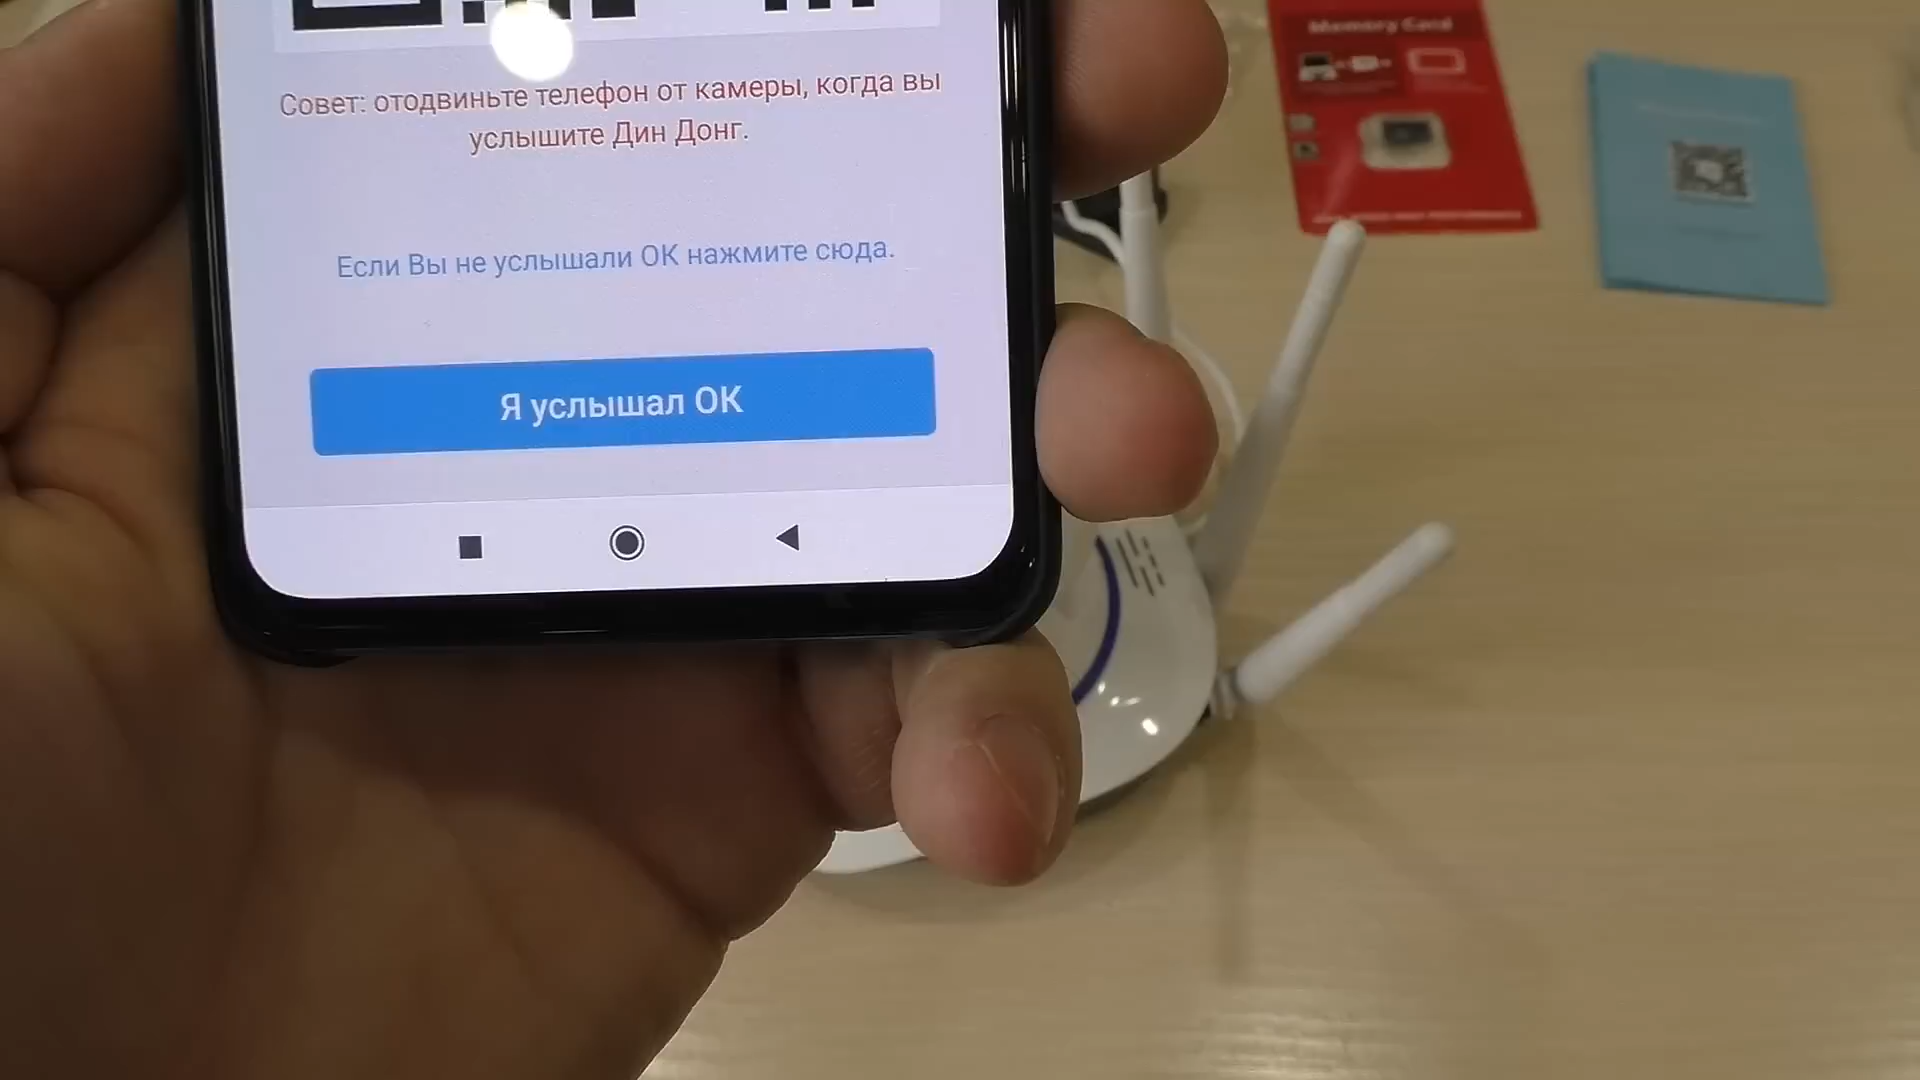 Совет: отодвиньте телефон от камеры, когда вы
услышите Дин Донг.
Если Вы не услышали ОК нажмите сюда.
Я услышал ОК
Memory Card